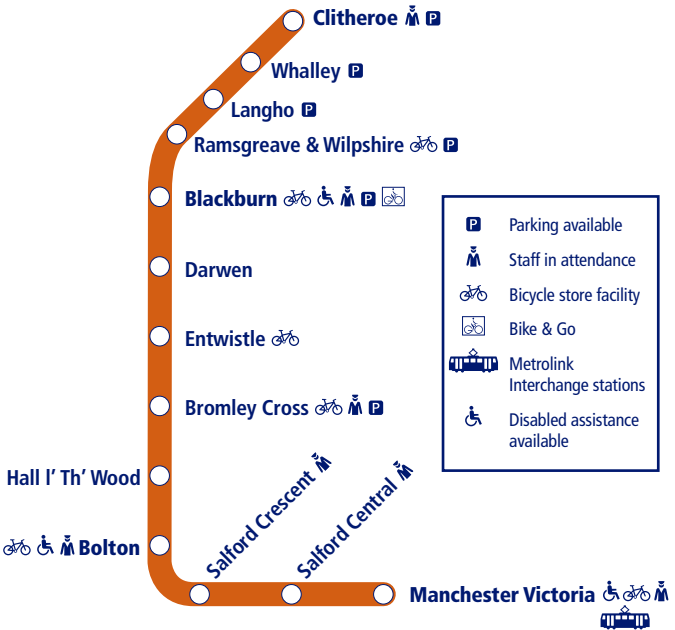 Clitheroe P
Whalley P
Langho P
Ramsgreave & Wilpshire P
Blackburn P
Darwen
Entwistle
Bromley Cross P
Hall l’ Th’ Wood
Bolton
Salford Crescent
Salford Central
Manchester Victoria
P Parking available
Staff in attendance
Bicycle store facility
Bike & Go
Metrolink
Interchange stations
Disabled assistance
available